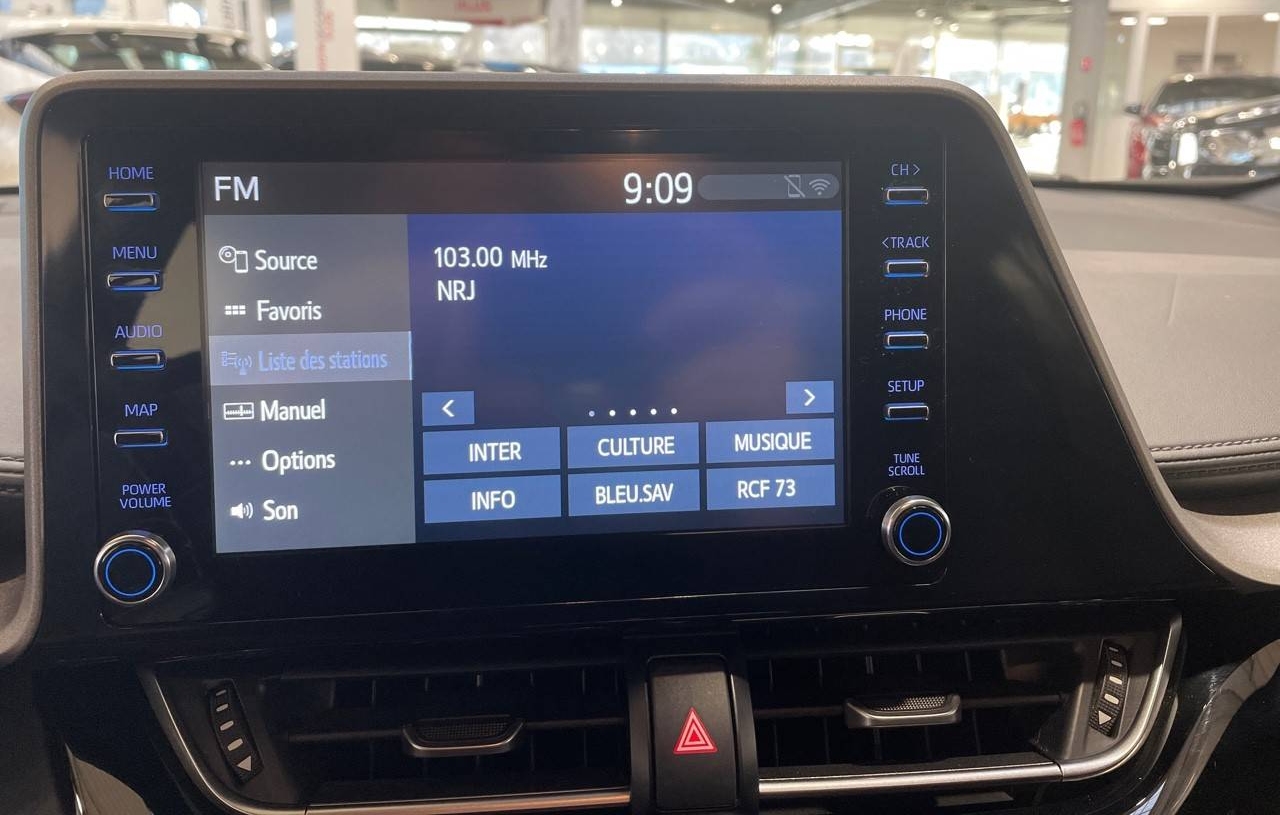 HOME
MENU
AUDIO
MAP
POWER
VOLUME
FM
9:09
Source
Favoris
Liste des stations
Manuel
Options
Son
103.00 MHz
NRJ
<
>
INTER
CULTURE
MUSIQUE
INFO
BLEU.SAV
RCF 73
CH >
< TRACK
PHONE
SETUP
TUNE
SCROLL